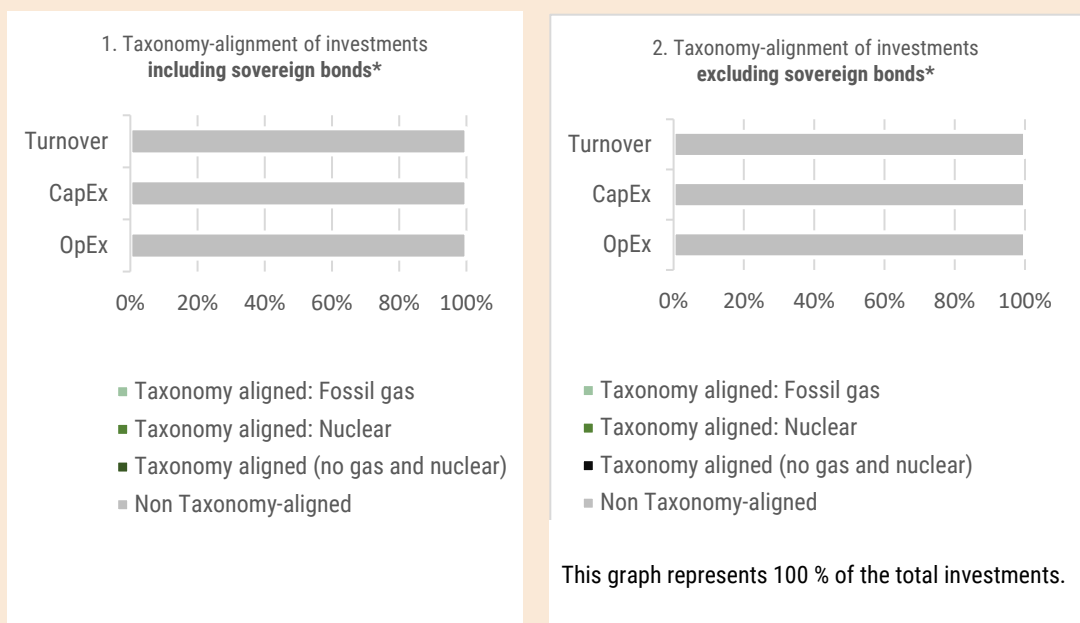 1. Taxonomy-alignment of investments
including sovereign bonds*
Turnover
CapEx
OpEx
0% 20% 40% 60% 80% 100%
Taxonomy aligned: Fossil gas
Taxonomy aligned: Nuclear
Taxonomy aligned (no gas and nuclear)
Non Taxonomy-aligned
2. Taxonomy-alignment of investments
excluding sovereign bonds*
Turnover
CapEx
OpEx
0% 20% 40% 60% 80% 100%
Taxonomy aligned: Fossil gas
Taxonomy aligned: Nuclear
Taxonomy aligned (no gas and nuclear)
Non Taxonomy-aligned
This graph represents 100 % of the total investments.